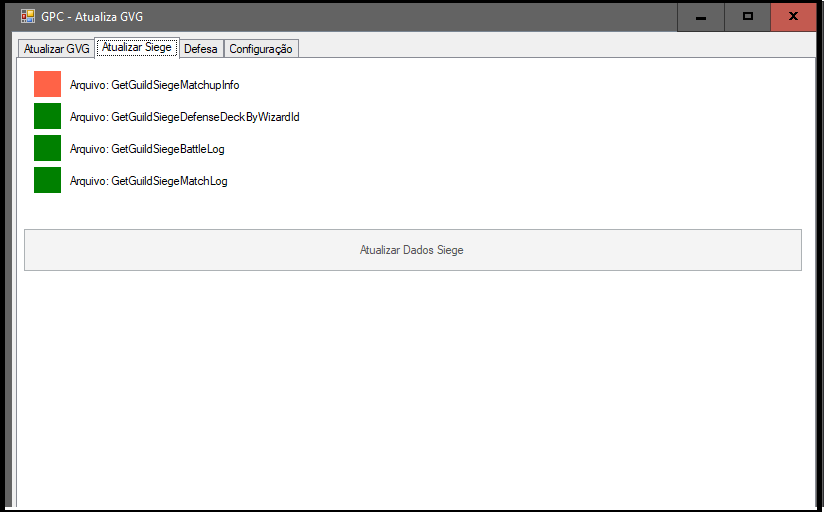 GPC - Atualiza GVG
Atualizar GVG Atualizar Siege Defesa Configuração
Arquivo: GetGuildSiegeMatchupInfo
Arquivo: GetGuildSiegeDefenseDeckByWizardId
Arquivo: GetGuildSiegeBattleLog
Arquivo: GetGuildSiegeMatchLog
Atualizar Dados Siege